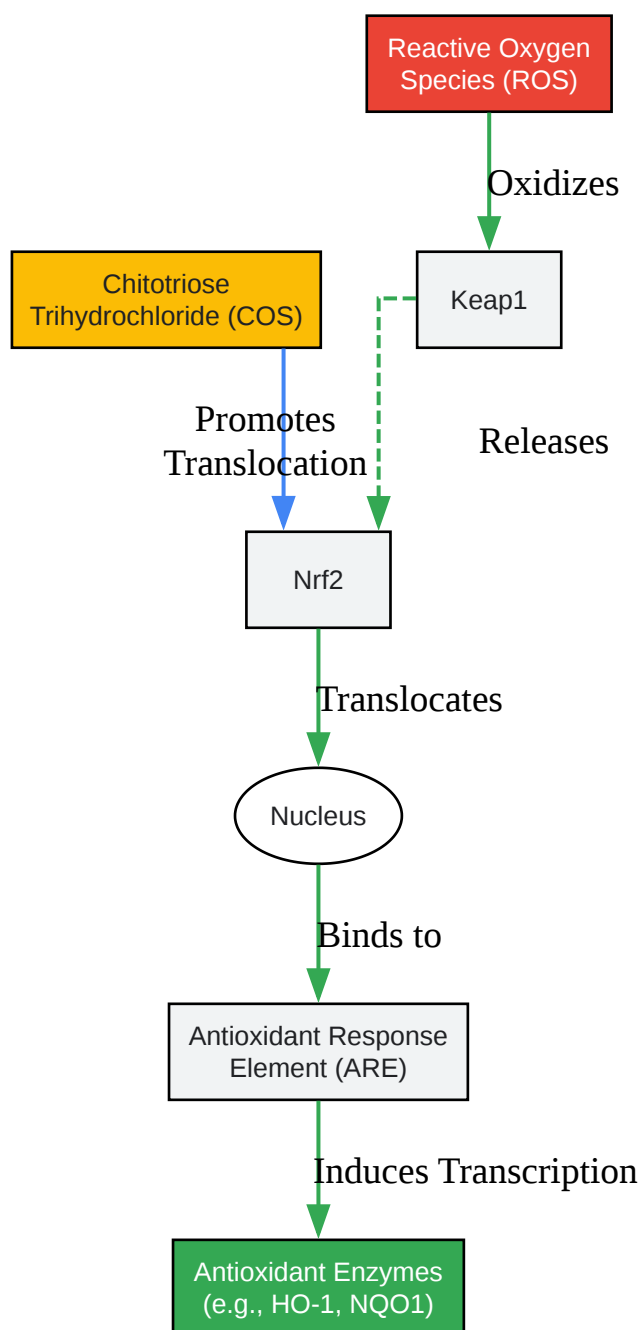 Reactive Oxygen
Species (ROS)
Oxidizes
Chitotriose
Trihydrochloride (COS)
Keap1
Promotes
Translocation
Releases
Nrf2
Translocates
Nucleus
Binds to
Antioxidant Response
Element (ARE)
Induces Transcription
Antioxidant Enzymes
(e.g., HO-1, NQO1)